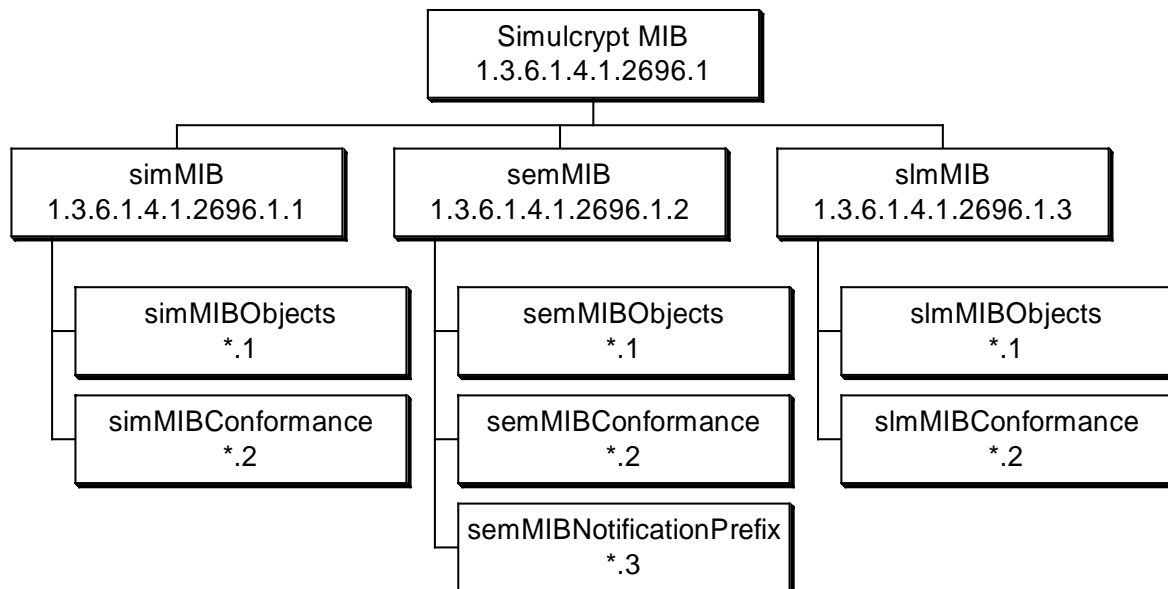 Simulcrypt MIB
1.3.6.1.4.1.2696.1
simMIB
1.3.6.1.4.1.2696.1.1
semMIB
1.3.6.1.4.1.2696.1.2
slmMIB
1.3.6.1.4.1.2696.1.3
simMIBObjects
*.1
semMIBObjects
*.1
slmMIBObjects
*.1
simMIBConformance
*.2
semMIBConformance
*.2
slmMIBConformance
*.2
semMIBNotificationPrefix
*.3